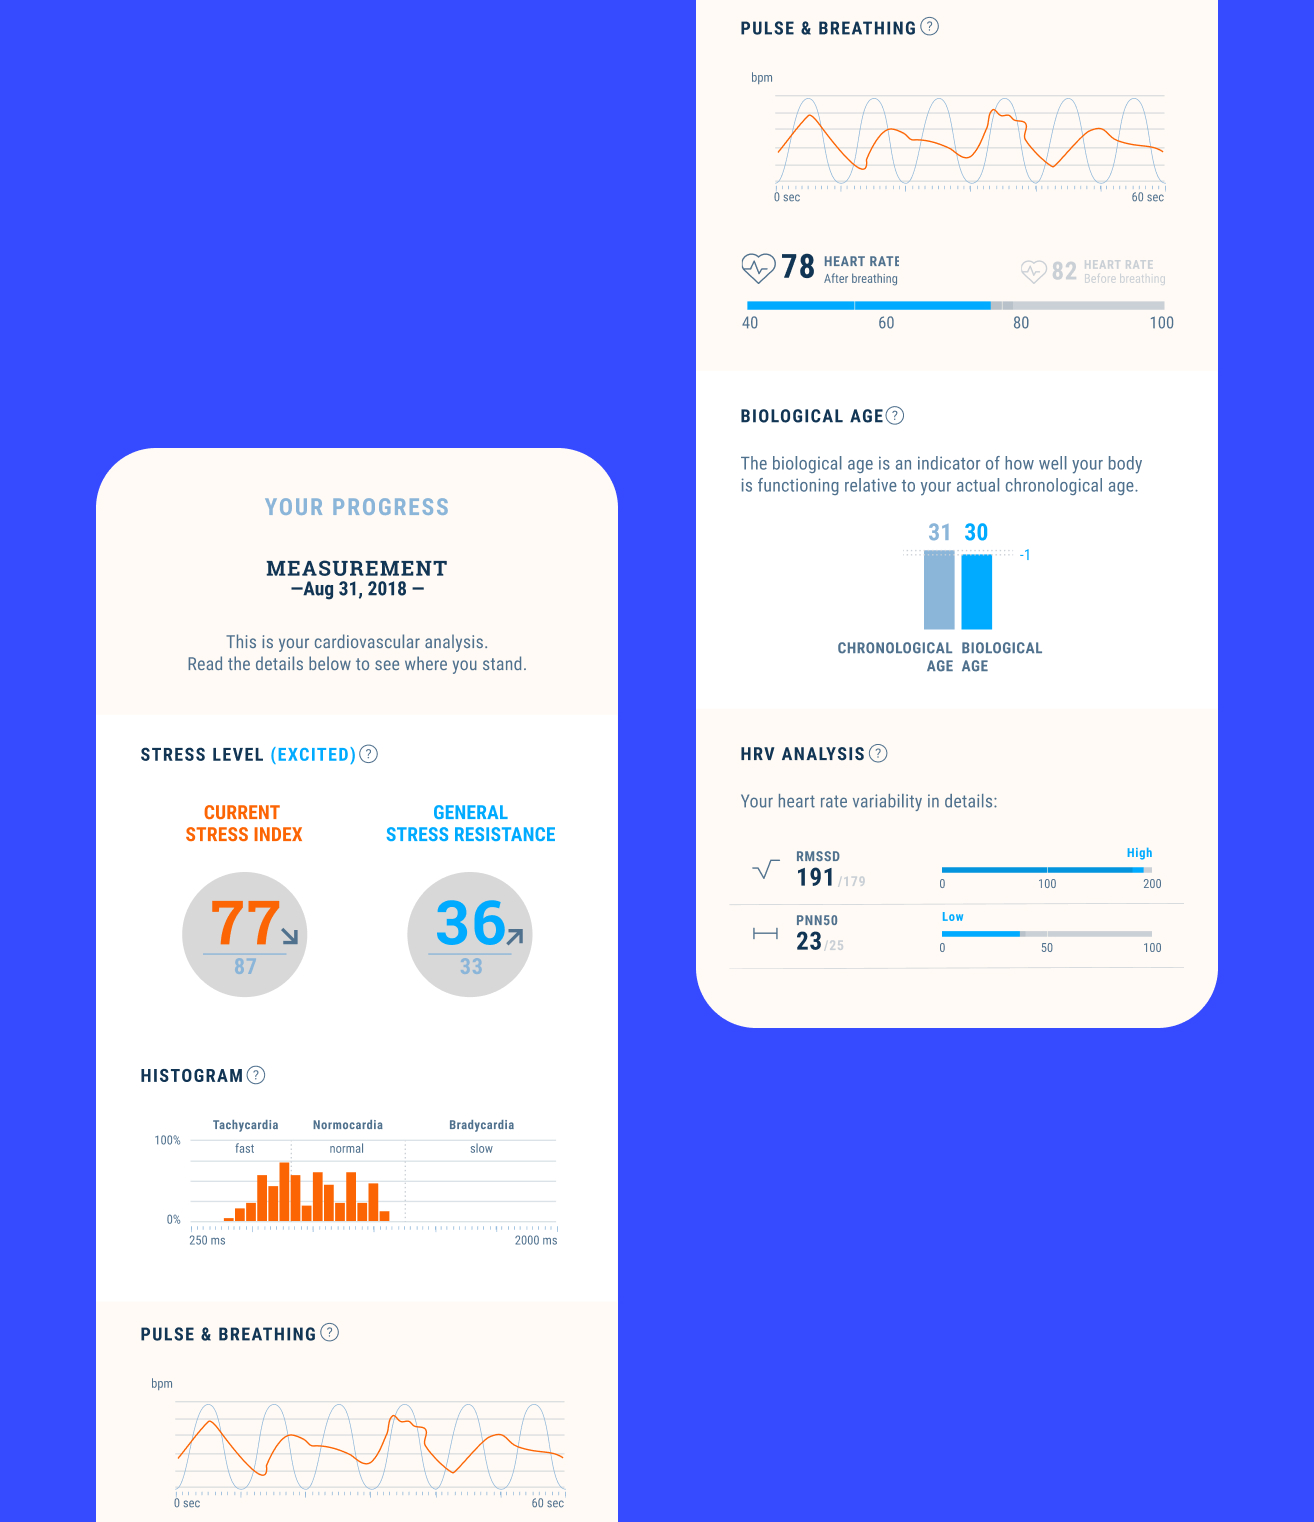 YOUR PROGRESS
MEASUREMENT
—Aug 31, 2018 —
This is your cardiovascular analysis.
Read the details below to see where you stand.
STRESS LEVEL (EXCITED) ?
CURRENT
STRESS INDEX
77
87
GENERAL
STRESS RESISTANCE
36
33
HISTOGRAM ?
Tachycardia Normocardia Bradycardia
100%
fast normal slow
0%
250 ms 2000 ms
PULSE & BREATHING ?
bpm
0 sec 60 sec
PULSE & BREATHING ?
bpm
0 sec 60 sec
78 HEART RATE
After breathing
82 HEART RATE
Before breathing
40 60 80 100
BIOLOGICAL AGE ?
The biological age is an indicator of how well your body
is functioning relative to your actual chronological age.
31 30
-1
CHRONOLOGICAL
AGE
BIOLOGICAL
AGE
HRV ANALYSIS ?
Your heart rate variability in details:
RMSSD
191 /179
High
0 100 200
PNN50
23 /25
Low
0 50 100